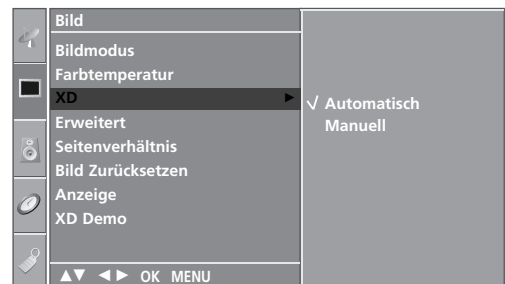 Bild
Bildmodus
Farbtemperatur
XD
Erweitert
Seitenverhältnis
Bild Zurücksetzen
Anzeige
XD Demo
▲▼ ◄► OK MENU
√ Automatisch
Manuell